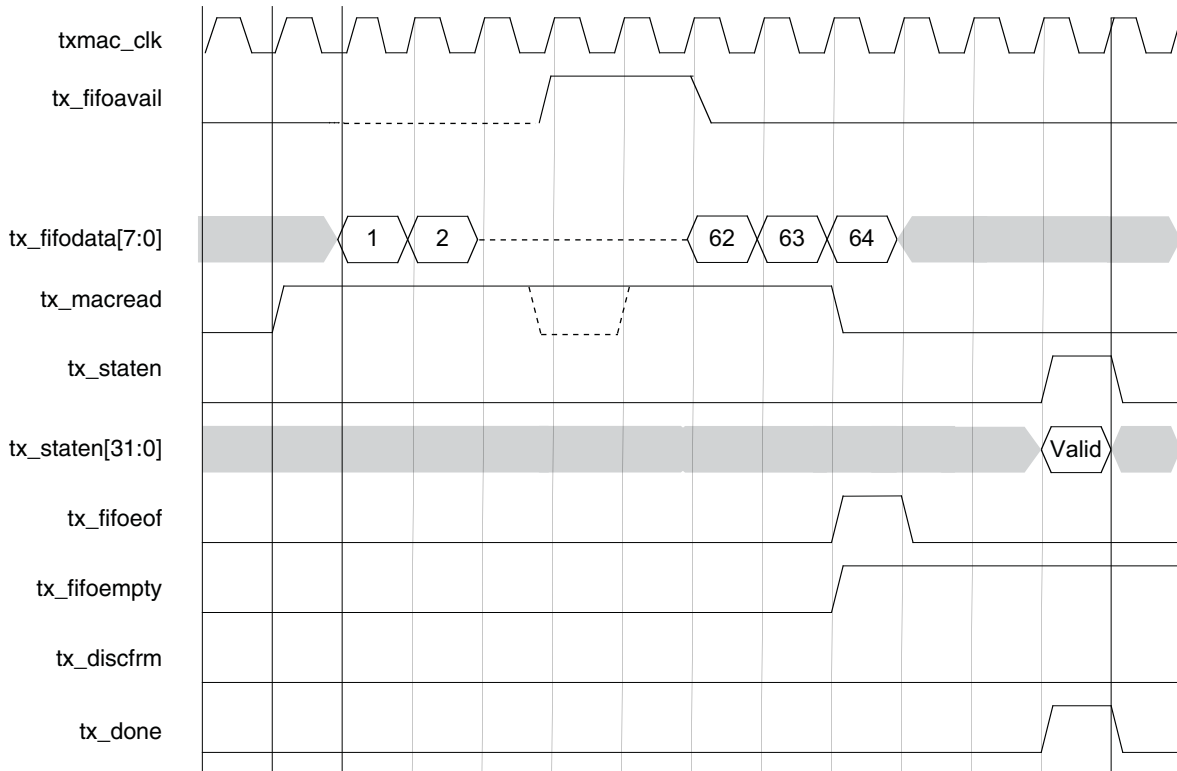 txmac_clk
tx_fifoavail
tx_fifodata[7:0] 1 2 62 63 64
tx_macread
tx_staten
tx_staten[31:0] Valid
tx_fifoeof
tx_fifoempty
tx_discfrm
tx_done